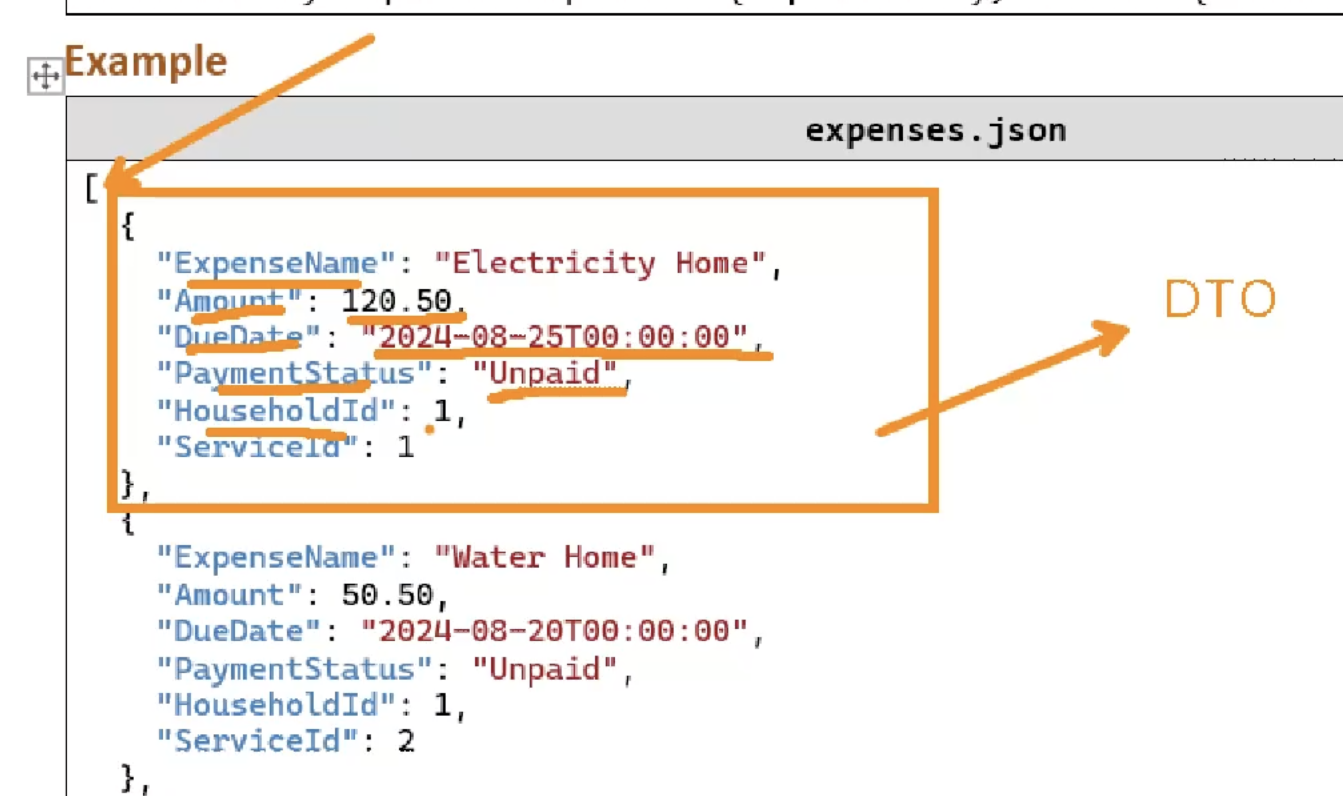 Example
expenses.json
[
{
"ExpenseName": "Electricity Home",
"Amount": 120.50,
"DueDate": "2024-08-25T00:00:00",
"PaymentStatus": "Unpaid",
"HouseholdId": 1,
"ServiceId": 1
},
DTO
{
"ExpenseName": "Water Home",
"Amount": 50.50,
"DueDate": "2024-08-20T00:00:00",
"PaymentStatus": "Unpaid",
"HouseholdId": 1,
"ServiceId": 2
},